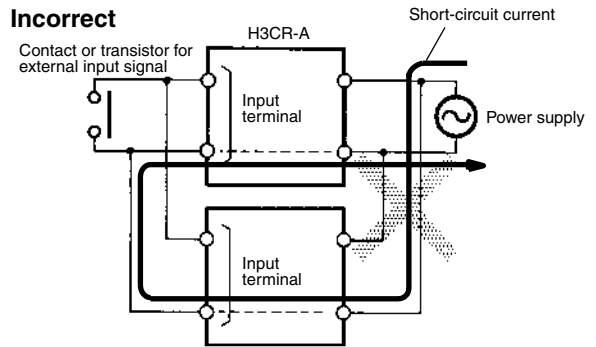 Incorrect
Short-circuit current
H3CR-A
Contact or transistor for
external input signal
Input
terminal
Power supply
Input
terminal